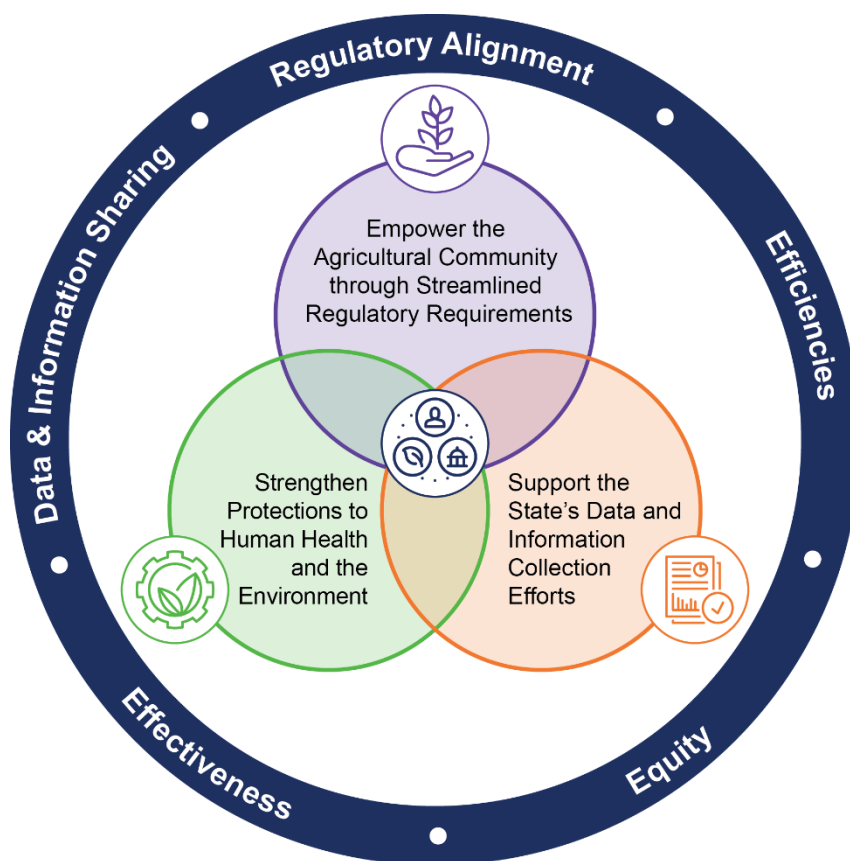 Regulatory Alignment
Efficiencies
Equity
Effectiveness
Data & Information Sharing
Empower the
Agricultural Community
through Streamlined
Regulatory Requirements
Strengthen
Protections to
Human Health
and the
Environment
Support the
State’s Data and
Information
Collection
Efforts